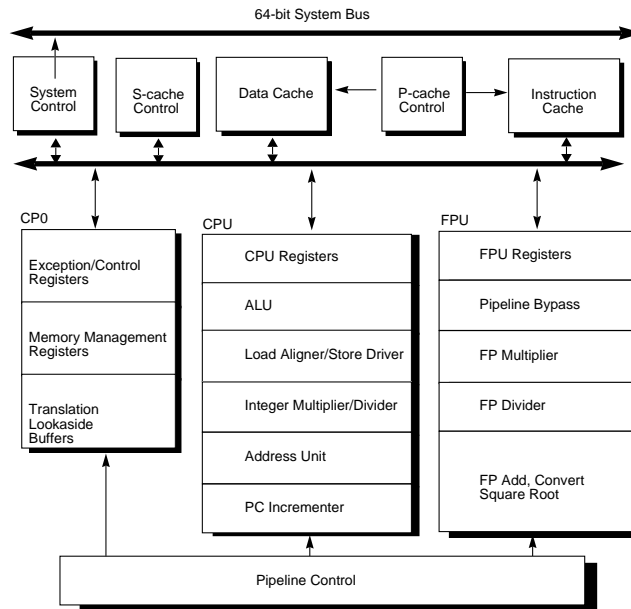 64-bit System Bus
System
Control
S-cache
Control
Data Cache
P-cache
Control
Instruction
Cache
CP0
Exception/Control
Registers
Memory Management
Registers
Translation
Lookaside
Buffers
CPU
CPU Registers
ALU
Load Aligner/Store Driver
Integer Multiplier/Divider
Address Unit
PC Incrementer
FPU
FPU Registers
Pipeline Bypass
FP Multiplier
FP Divider
FP Add, Convert
Square Root
Pipeline Control